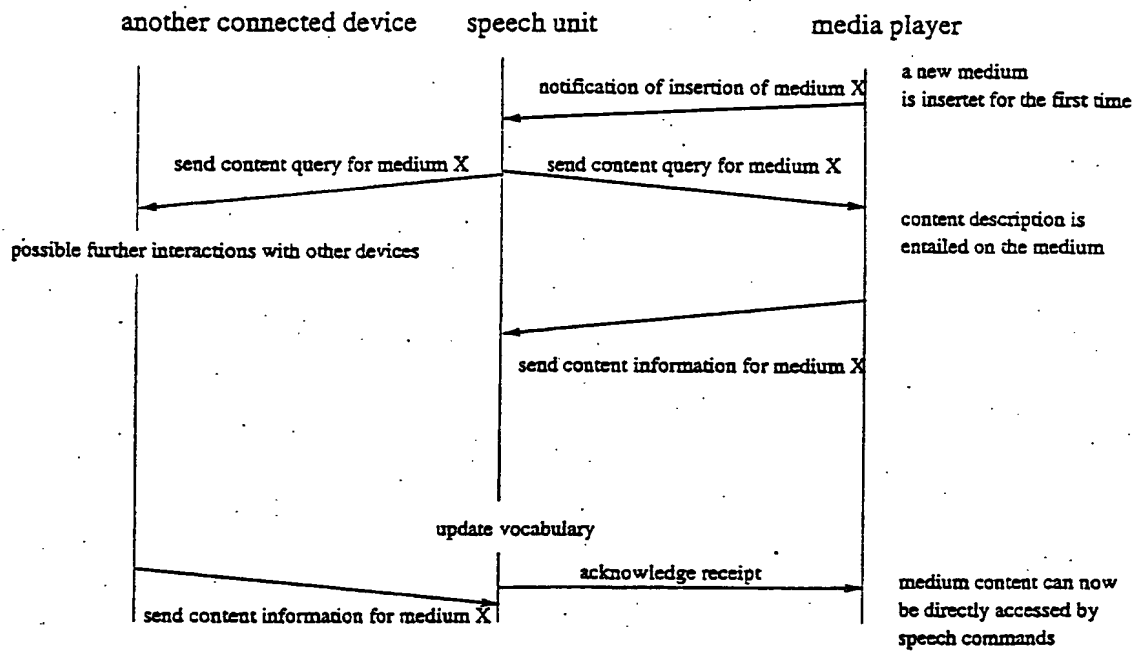 another connected device speech unit media player
notification of insertion of medium X
a new medium
is insertet for the first time
send content query for medium X
send content query for medium X
content description is
entailed on the medium
possible further interactions with other devices
send content information for medium X
update vocabulary
acknowledge receipt
medium content can now
be directly accessed by
speech commands
send content information for medium X